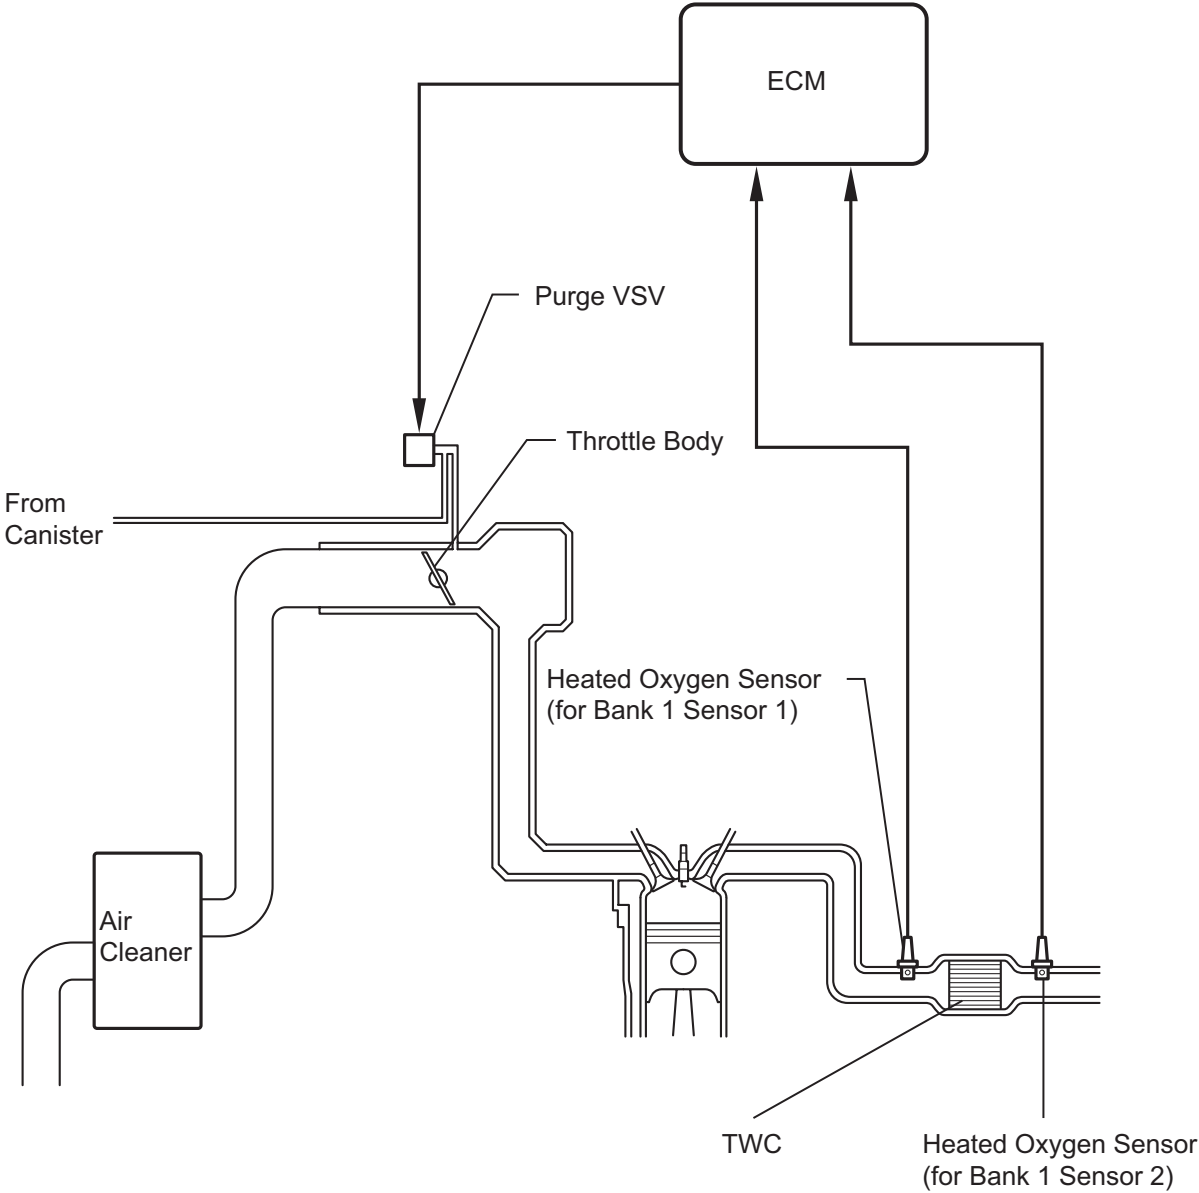 ECM
Purge VSV
Throttle Body
From
Canister
Heated Oxygen Sensor
(for Bank 1 Sensor 1)
Air
Cleaner
TWC
Heated Oxygen Sensor
(for Bank 1 Sensor 2)